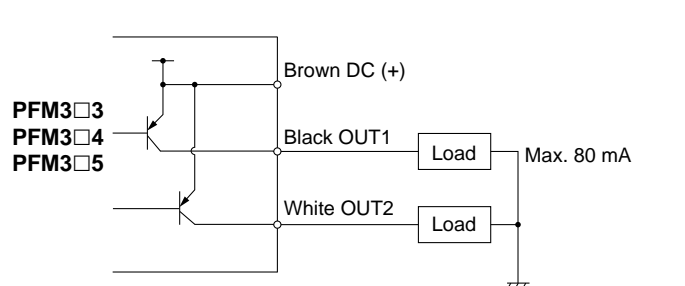 Brown DC (+)
PFM3□3
PFM3□4
PFM3□5
Black OUT1
Load
Max. 80 mA
White OUT2
Load